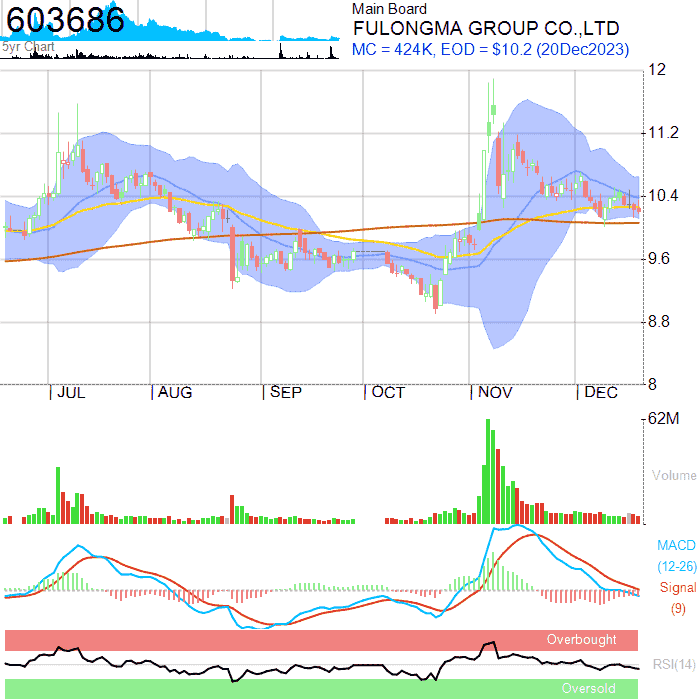 603686
5yr Chart
Main Board
FULONGMA GROUP CO.,LTD
MC = 424K, EOD = $10.2 (20Dec2023)
12
11.2
10.4
9.6
8.8
8
JUL
AUG
SEP
OCT
NOV
DEC
62M
Volume
MACD
(12-26)
Signal
(9)
Overbought
RSI(14)
Oversold